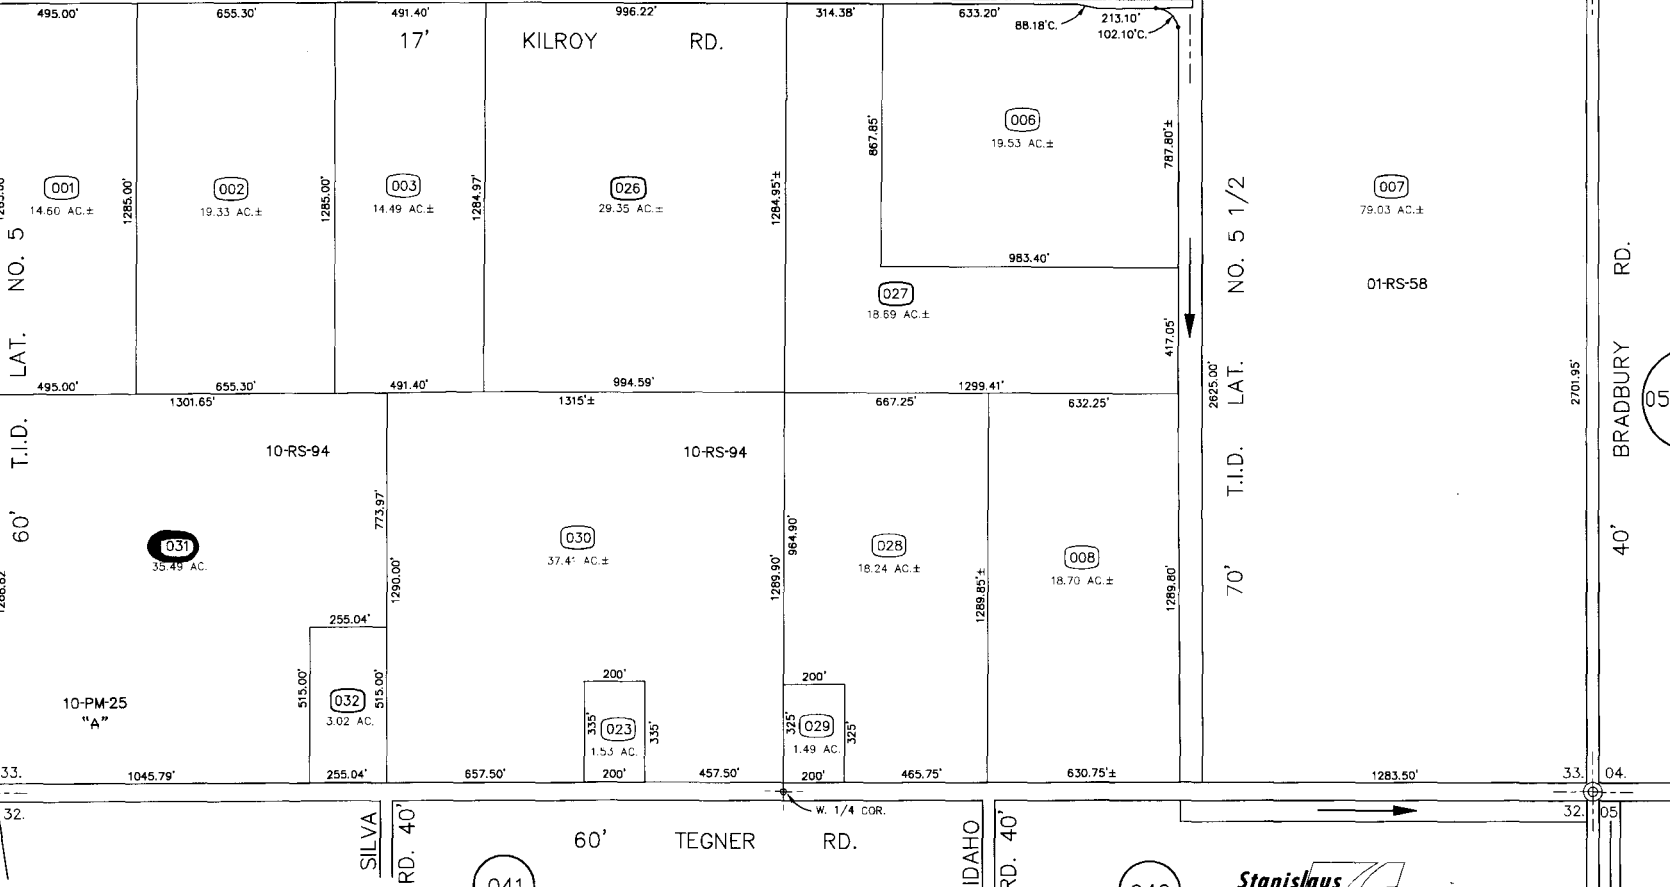 495.00'
655.30'
491.40'
996.22'
314.38'
633.20'
88.18'C.
213.10'
102.10'C.
17' KILROY RD.
867.85'
006
19.53 AC.±
787.80'±
001
14.60 AC.±
1285.00'
002
19.33 AC.±
1285.00'
003
14.49 AC.±
1284.97'
026
29.35 AC.±
1284.95'±
007
79.03 AC.±
983.40'
01-RS-58
027
18.69 AC.±
417.05'
60' T.I.D. LAT. NO. 5
70' T.I.D. LAT. NO. 5 1/2
2625.00'
2701.95'
40' BRADBURY RD.
05
495.00'
655.30'
491.40'
994.59'
1299.41'
1301.65'
1315'±
667.25'
632.25'
10-RS-94
10-RS-94
773.97'
964.90'
031
35.49 AC.
030
37.41 AC.±
028
18.24 AC.±
008
18.70 AC.±
1290.00'
1289.90'
1289.85'±
1289.80'
255.04'
515.00'
032
3.02 AC.
515.00'
10-PM-25
"A"
200'
335'
023
1.53 AC.
335'
200'
325'
029
1.49 AC.
325'
33.
1045.79'
255.04'
657.50'
200'
457.50'
200'
465.75'
630.75'±
1283.50'
33.
04.
32.
W. 1/4 COR.
32.
05
SILVA
RD. 40'
60' TEGNER RD.
IDAHO
RD. 40'
041
Stanislaus